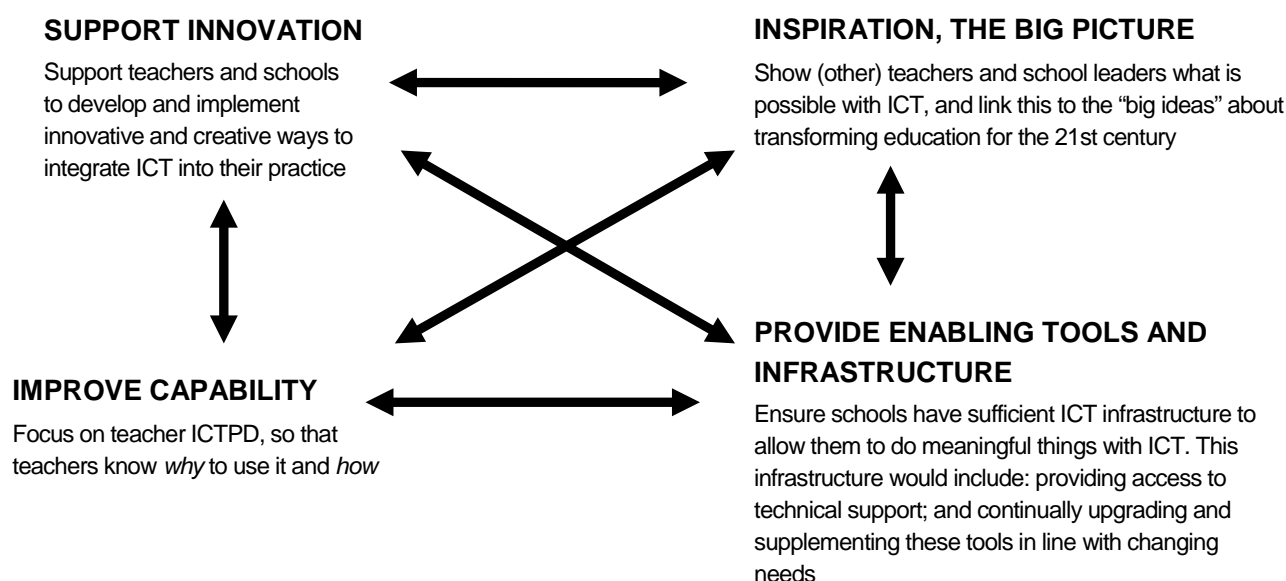 SUPPORT INNOVATION
Support teachers and schools
to develop and implement
innovative and creative ways to
integrate ICT into their practice
INSPIRATION, THE BIG PICTURE
Show (other) teachers and school leaders what is
possible with ICT, and link this to the “big ideas” about
transforming education for the 21st century
IMPROVE CAPABILITY
Focus on teacher ICTPD, so that
teachers know why to use it and how
PROVIDE ENABLING TOOLS AND
INFRASTRUCTURE
Ensure schools have sufficient ICT infrastructure to
allow them to do meaningful things with ICT. This
infrastructure would include: providing access to
technical support; and continually upgrading and
supplementing these tools in line with changing
needs